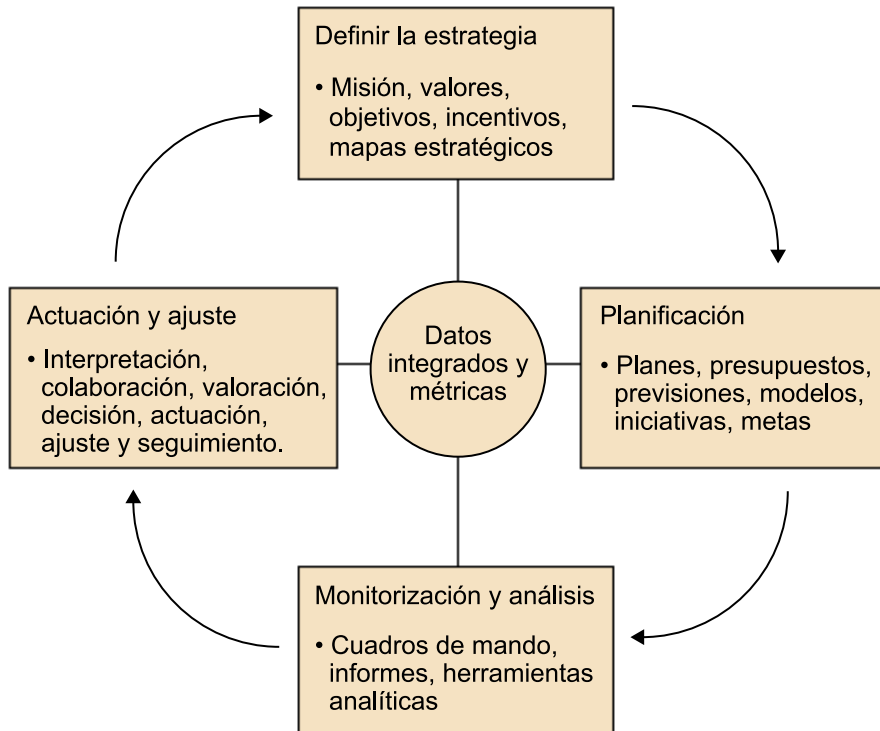 Definir la estrategia
• Misión, valores,
objetivos, incentivos,
mapas estratégicos
Actuación y ajuste
• Interpretación,
colaboración, valoración,
decisión, actuación,
ajuste y seguimiento.
Datos
integrados y
métricas
Planificación
• Planes, presupuestos,
previsiones, modelos,
iniciativas, metas
Monitorización y análisis
• Cuadros de mando,
informes, herramientas
analíticas